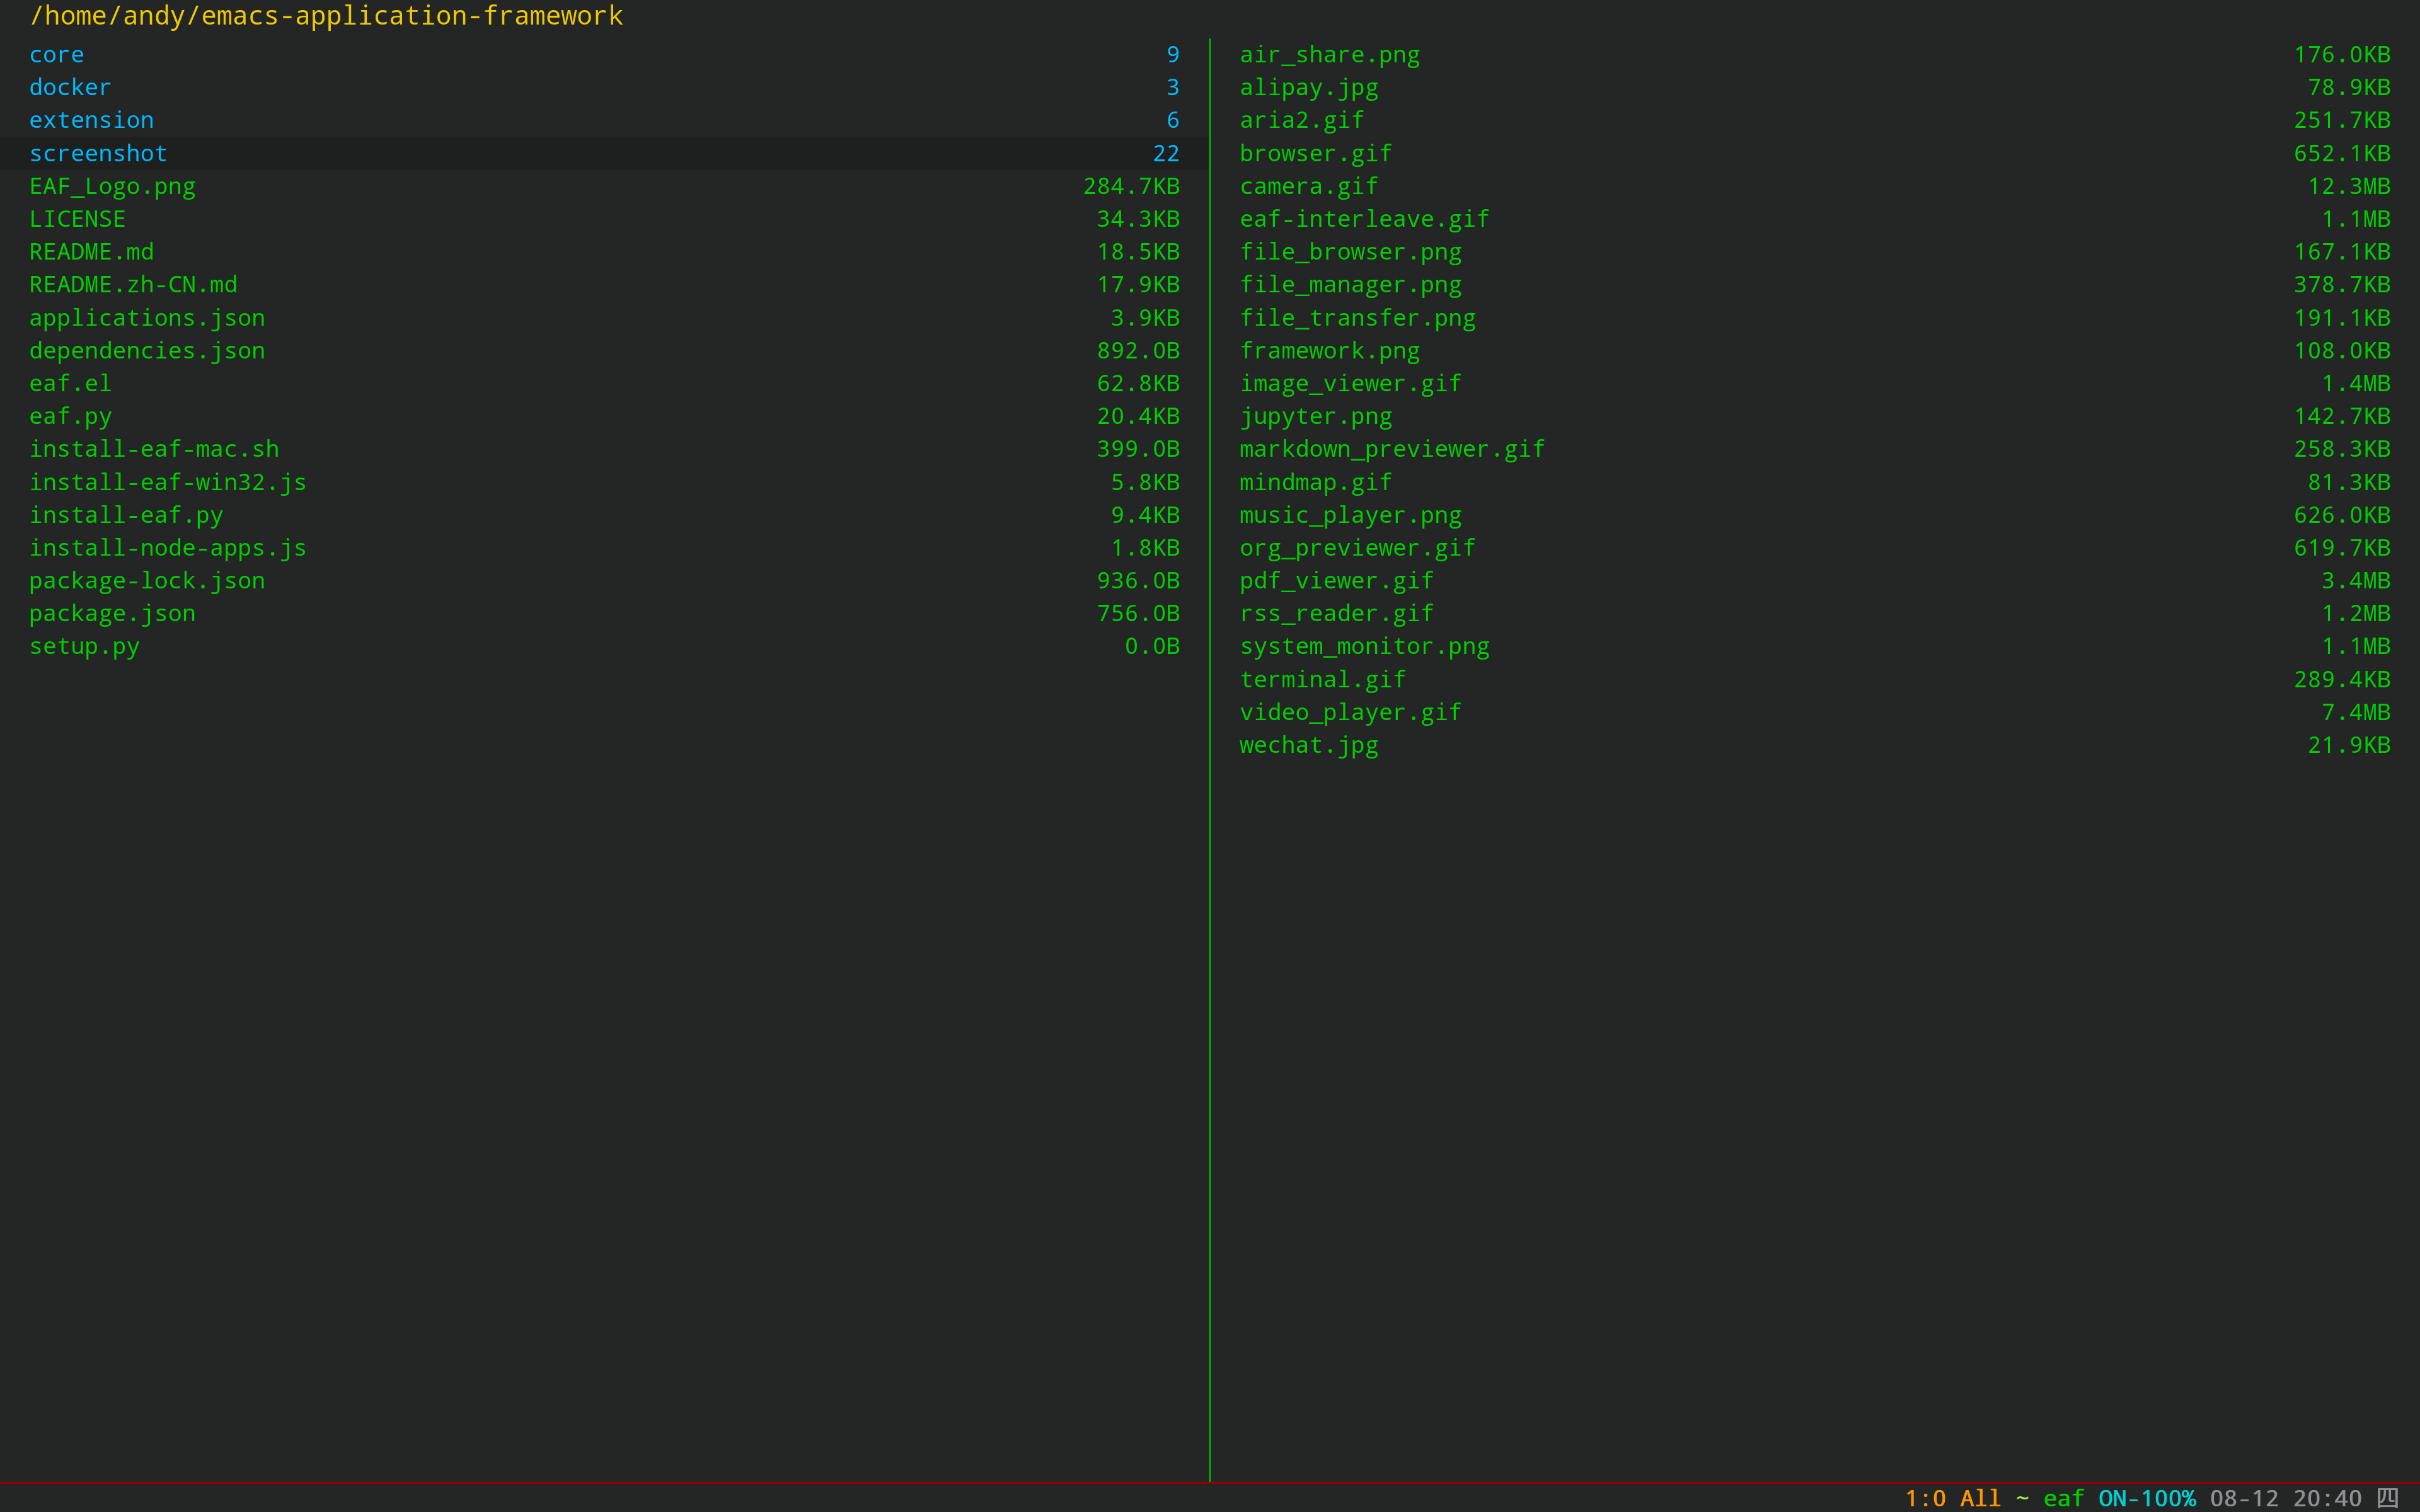 /home/andy/emacs-application-framework
core 9
docker 3
extension 6
screenshot 22
EAF_Logo.png 284.7KB
LICENSE 34.3KB
README.md 18.5KB
README.zh-CN.md 17.9KB
applications.json 3.9KB
dependencies.json 892.0B
eaf.el 62.8KB
eaf.py 20.4KB
install-eaf-mac.sh 399.0B
install-eaf-win32.js 5.8KB
install-eaf.py 9.4KB
install-node-apps.js 1.8KB
package-lock.json 936.0B
package.json 756.0B
setup.py 0.0B
air_share.png 176.0KB
alipay.jpg 78.9KB
aria2.gif 251.7KB
browser.gif 652.1KB
camera.gif 12.3MB
eaf-interleave.gif 1.1MB
file_browser.png 167.1KB
file_manager.png 378.7KB
file_transfer.png 191.1KB
framework.png 108.0KB
image_viewer.gif 1.4MB
jupyter.png 142.7KB
markdown_previewer.gif 258.3KB
mindmap.gif 81.3KB
music_player.png 626.0KB
org_previewer.gif 619.7KB
pdf_viewer.gif 3.4MB
rss_reader.gif 1.2MB
system_monitor.png 1.1MB
terminal.gif 289.4KB
video_player.gif 7.4MB
wechat.jpg 21.9KB
1:0 All ~ eaf ON-100% 08-12 20:40 四